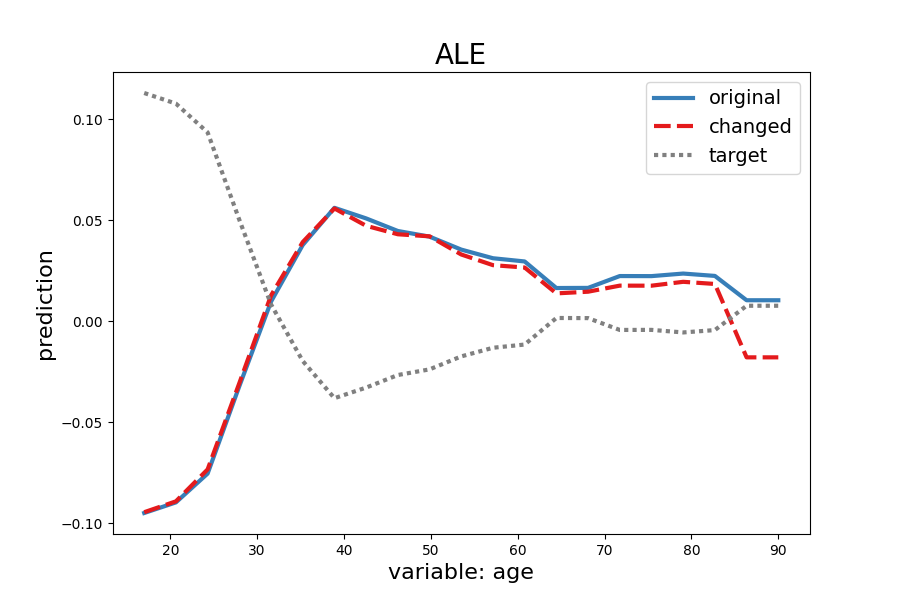 ALE
original
changed
target
prediction
0.10
0.05
0.00
−0.05
−0.10
20 30 40 50 60 70 80 90
variable: age